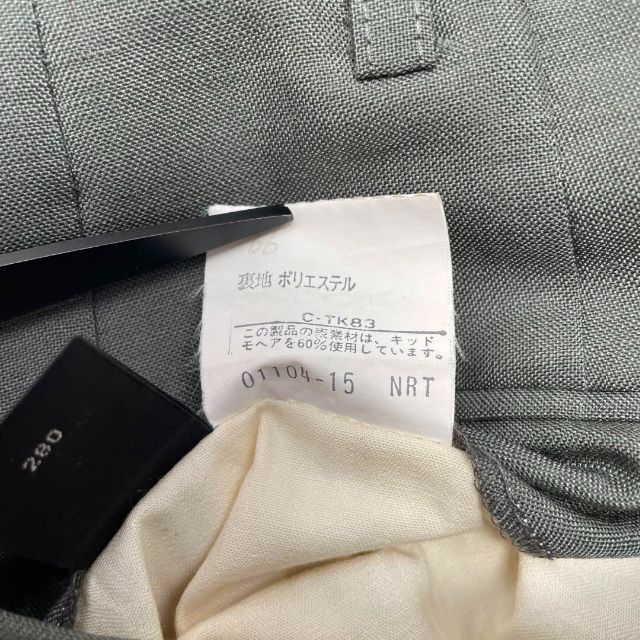 裏地 ポリエステル
C-TK83
この製品の表素材は、キッド
モヘアを60%使用しています。
01104-15 NRT
280